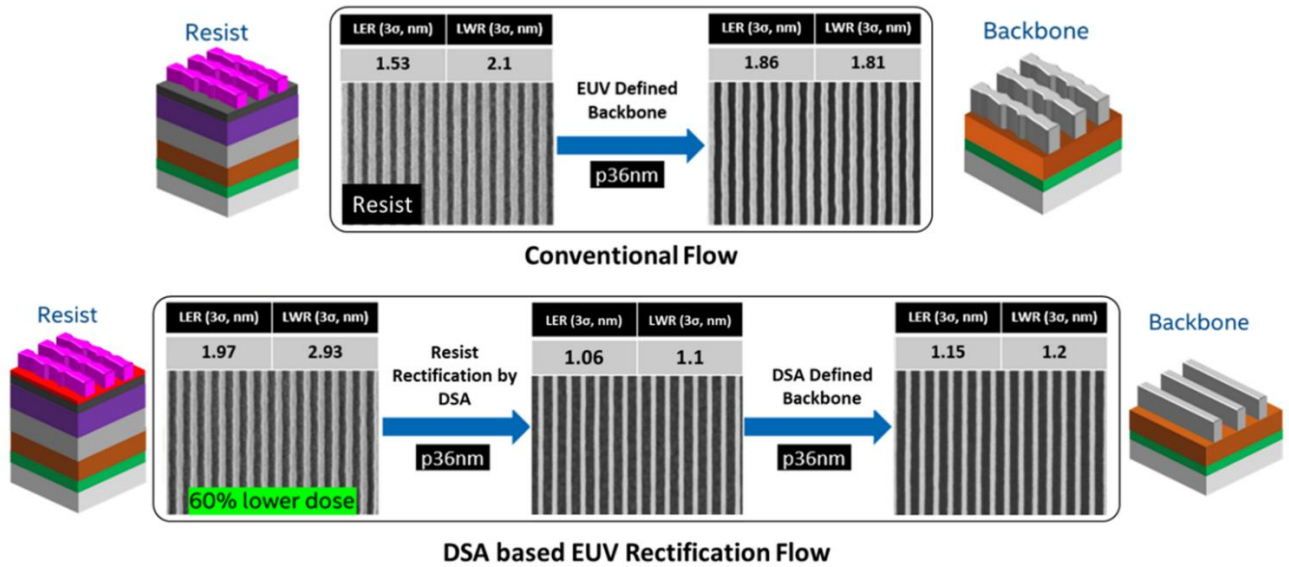 Resist
LER (3σ, nm) LWR (3σ, nm)
1.53 2.1
Resist
EUV Defined
Backbone
p36nm
LER (3σ, nm) LWR (3σ, nm)
1.86 1.81
Backbone
Conventional Flow
Resist
LER (3σ, nm) LWR (3σ, nm)
1.97 2.93
60% lower dose
Resist
Rectification by
DSA
p36nm
LER (3σ, nm) LWR (3σ, nm)
1.06 1.1
DSA Defined
Backbone
p36nm
LER (3σ, nm) LWR (3σ, nm)
1.15 1.2
Backbone
DSA based EUV Rectification Flow